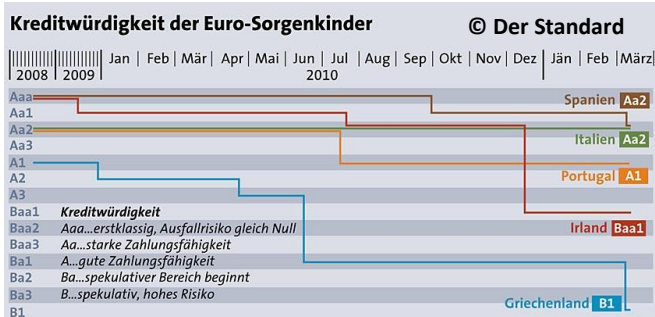 Kreditwürdigkeit der Euro-Sorgenkinder
© Der Standard
Jan Feb Mär Apr Mai Jun Jul Aug Sep Okt Nov Dez Jän Feb März
2008 2009 2010
Aaa
Spanien Aa2
Aa1
Aa2
Italien Aa2
Aa3
A1
Portugal A1
A2
A3
Baa1 Kreditwürdigkeit
Baa2 Aaa...erstklassig, Ausfallrisiko gleich Null
Irland Baa1
Baa3 Aa...starke Zahlungsfähigkeit
Ba1 A...gute Zahlungsfähigkeit
Ba2 Ba...spekulativer Bereich beginnt
Ba3 B...spekulativ, hohes Risiko
Griechenland B1
B1